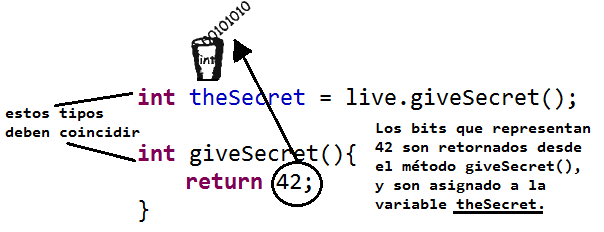 00101010
int
int theSecret = live.giveSecret();
estos tipos
deben coincidir
int giveSecret(){
return 42;
}
Los bits que representan
42 son retornados desde
el método giveSecret(),
y son asignado a la
variable theSecret.